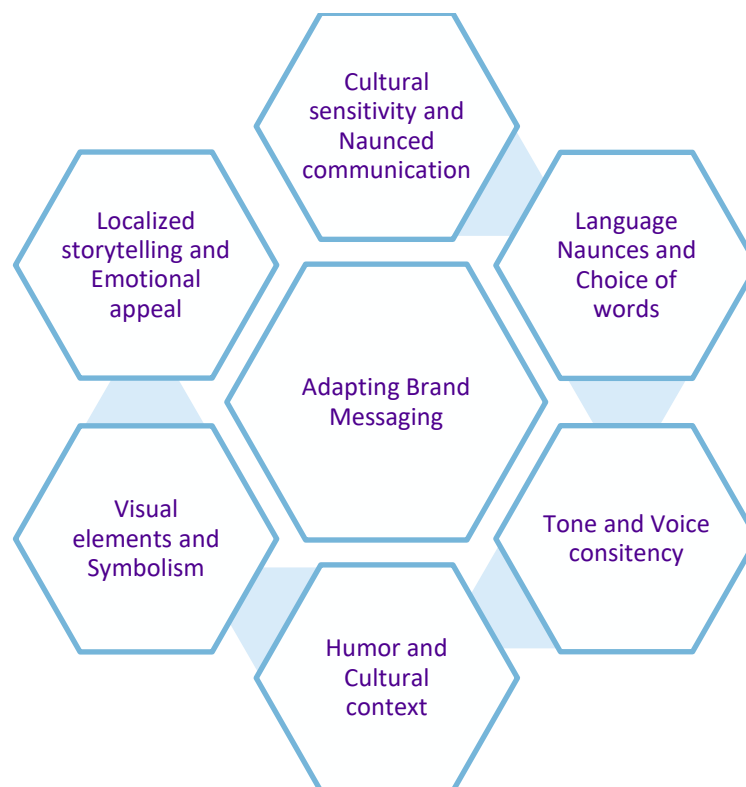 Cultural
sensitivity and
Naunced
communication
Language
Naunces and
Choice of
words
Tone and Voice
consitency
Humor and
Cultural
context
Visual
elements and
Symbolism
Localized
storytelling and
Emotional
appeal
Adapting Brand
Messaging